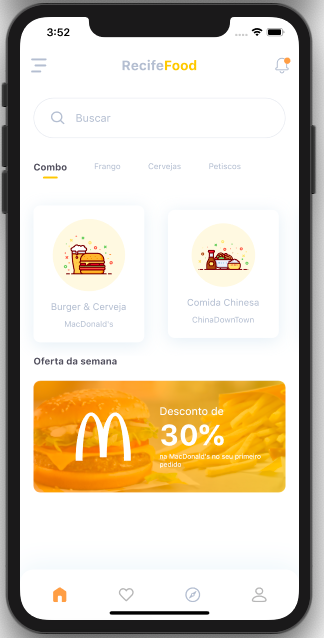 3:52
RecifeFood
Buscar
Combo Frango Cervejas Petiscos
Burger & Cerveja
MacDonald's
Comida Chinesa
ChinaDownTown
Oferta da semana
Desconto de
30%
na MacDonald's no seu primeiro
pedido